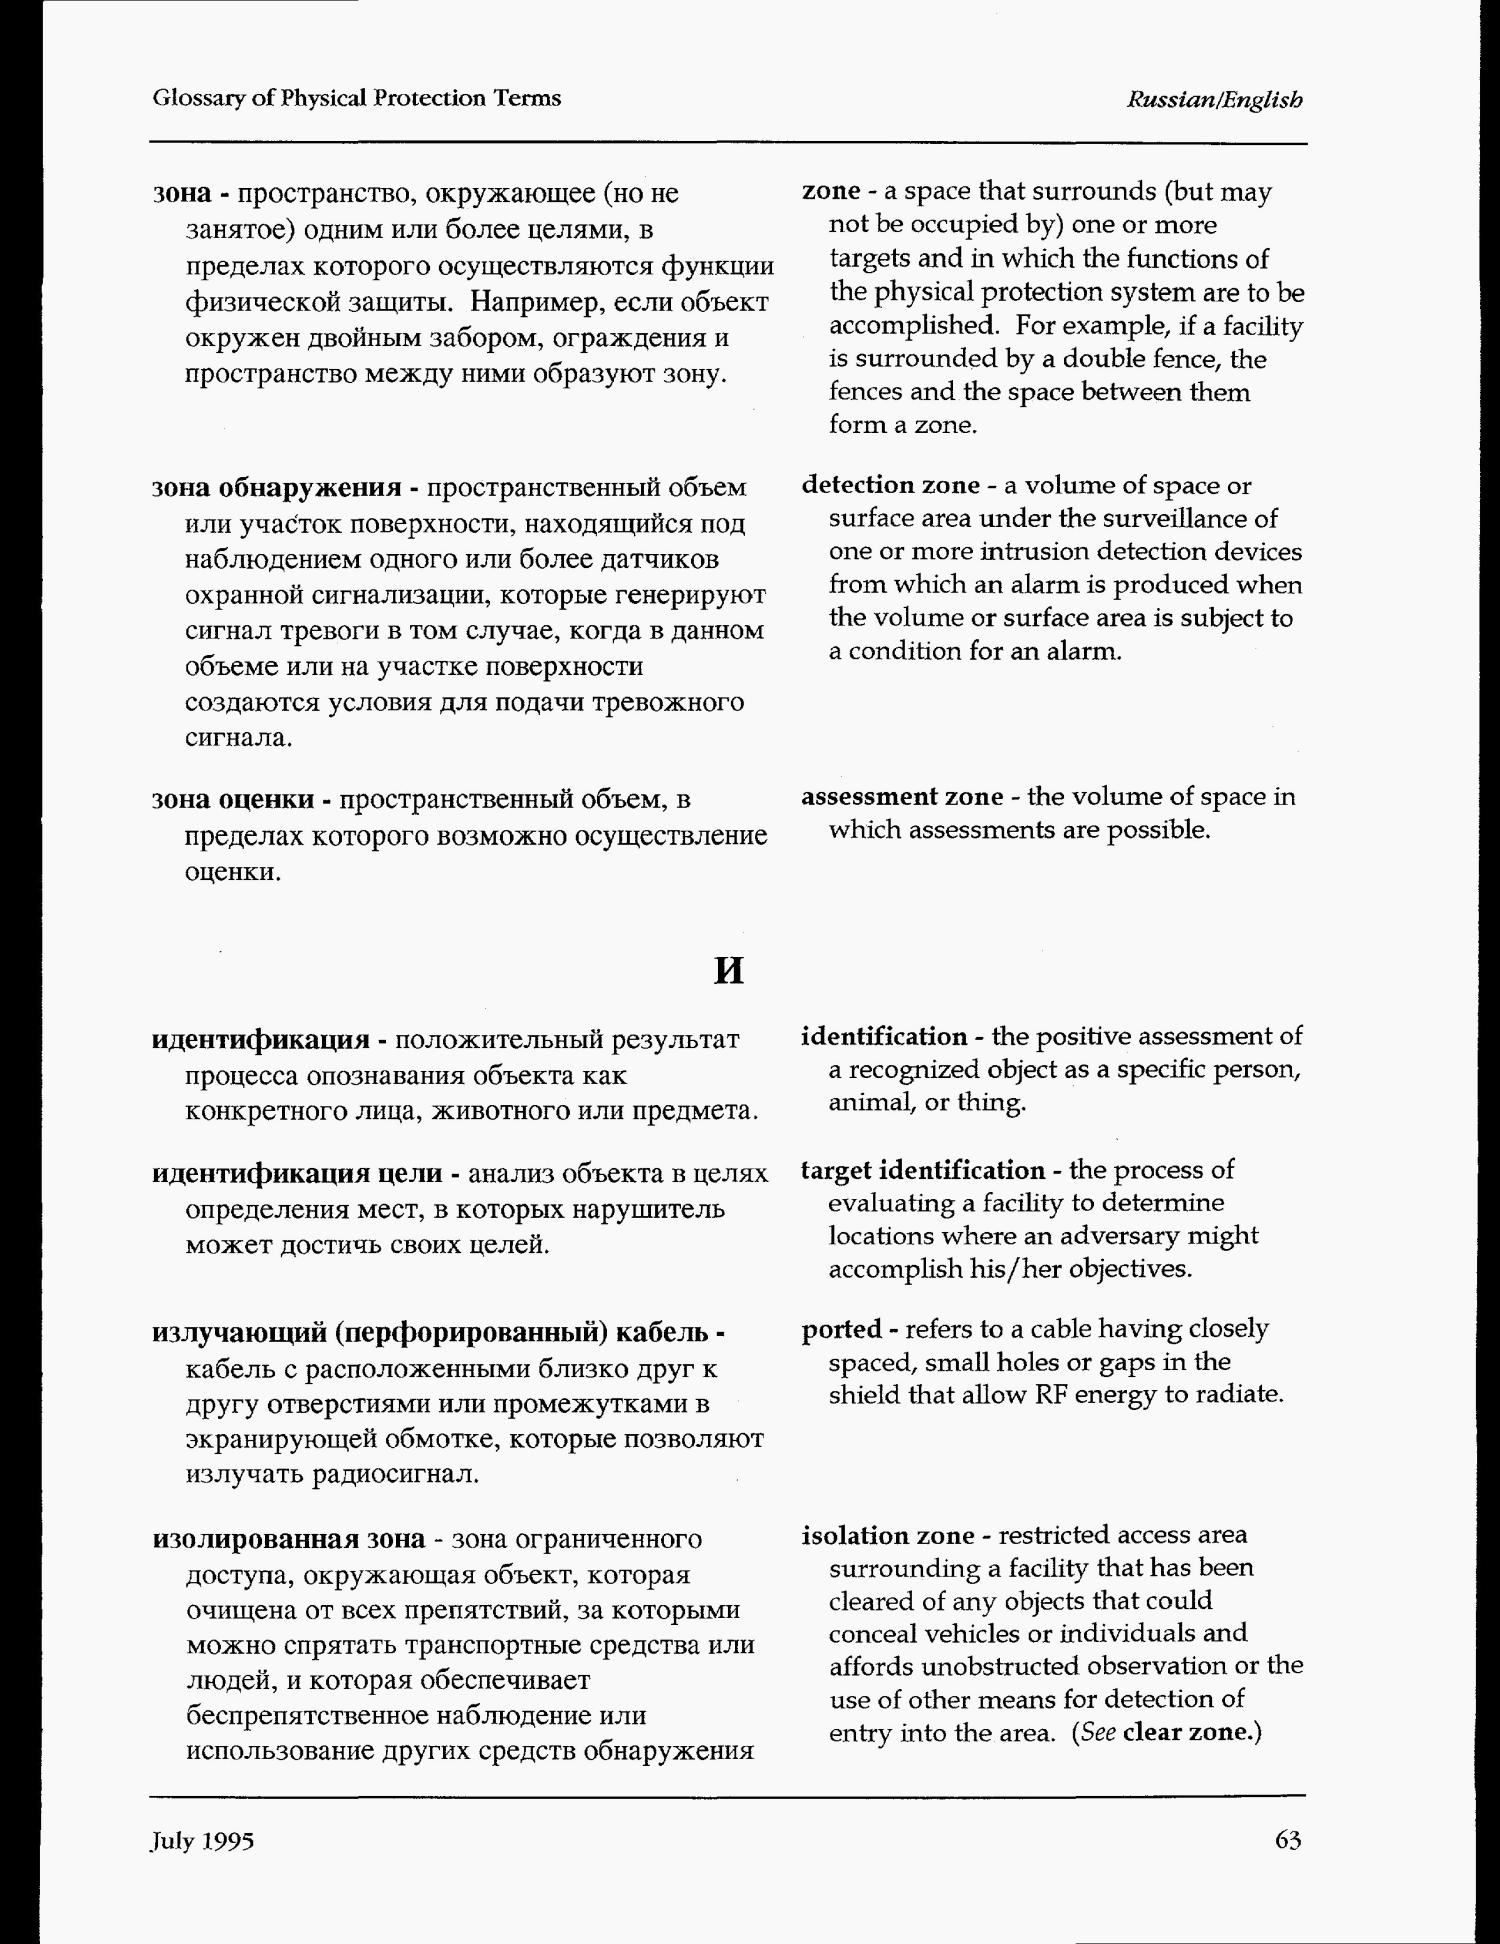 Glossary of Physical Protection Terms
Russian/English
зона - пространство, окружающее (но не
занятое) одним или более целями, в
пределах которого осуществляются функции
физической защиты. Например, если объект
окружен двойным забором, ограждения и
пространство между ними образуют зону.
zone - a space that surrounds (but may
not be occupied by) one or more
targets and in which the functions of
the physical protection system are to be
accomplished. For example, if a facility
is surrounded by a double fence, the
fences and the space between them
form a zone.
зона обнаружения - пространственный объем
или участок поверхности, находящийся под
наблюдением одного или более датчиков
охранной сигнализации, которые генерируют
сигнал тревоги в том случае, когда в данном
объеме или на участке поверхности
создаются условия для подачи тревожного
сигнала.
detection zone - a volume of space or
surface area under the surveillance of
one or more intrusion detection devices
from which an alarm is produced when
the volume or surface area is subject to
a condition for an alarm.
зона оценки - пространственный объем, в
пределах которого возможно осуществление
оценки.
assessment zone - the volume of space in
which assessments are possible.
И
идентификация - положительный результат
процесса опознавания объекта как
конкретного лица, животного или предмета.
identification - the positive assessment of
a recognized object as a specific person,
animal, or thing.
идентификация цели - анализ объекта в целях
определения мест, в которых нарушитель
может достичь своих целей.
target identification - the process of
evaluating a facility to determine
locations where an adversary might
accomplish his/her objectives.
излучающий (перфорированный) кабель -
кабель с расположенными близко друг к
другу отверстиями или промежутками в
экранирующей обмотке, которые позволяют
излучать радиосигнал.
ported - refers to a cable having closely
spaced, small holes or gaps in the
shield that allow RF energy to radiate.
изолированная зона - зона ограниченного
доступа, окружающая объект, которая
очищена от всех препятствий, за которыми
можно спрятать транспортные средства или
людей, и которая обеспечивает
беспрепятственное наблюдение или
использование других средств обнаружения
isolation zone - restricted access area
surrounding a facility that has been
cleared of any objects that could
conceal vehicles or individuals and
affords unobstructed observation or the
use of other means for detection of
entry into the area. (See clear zone.)
July 1995
63